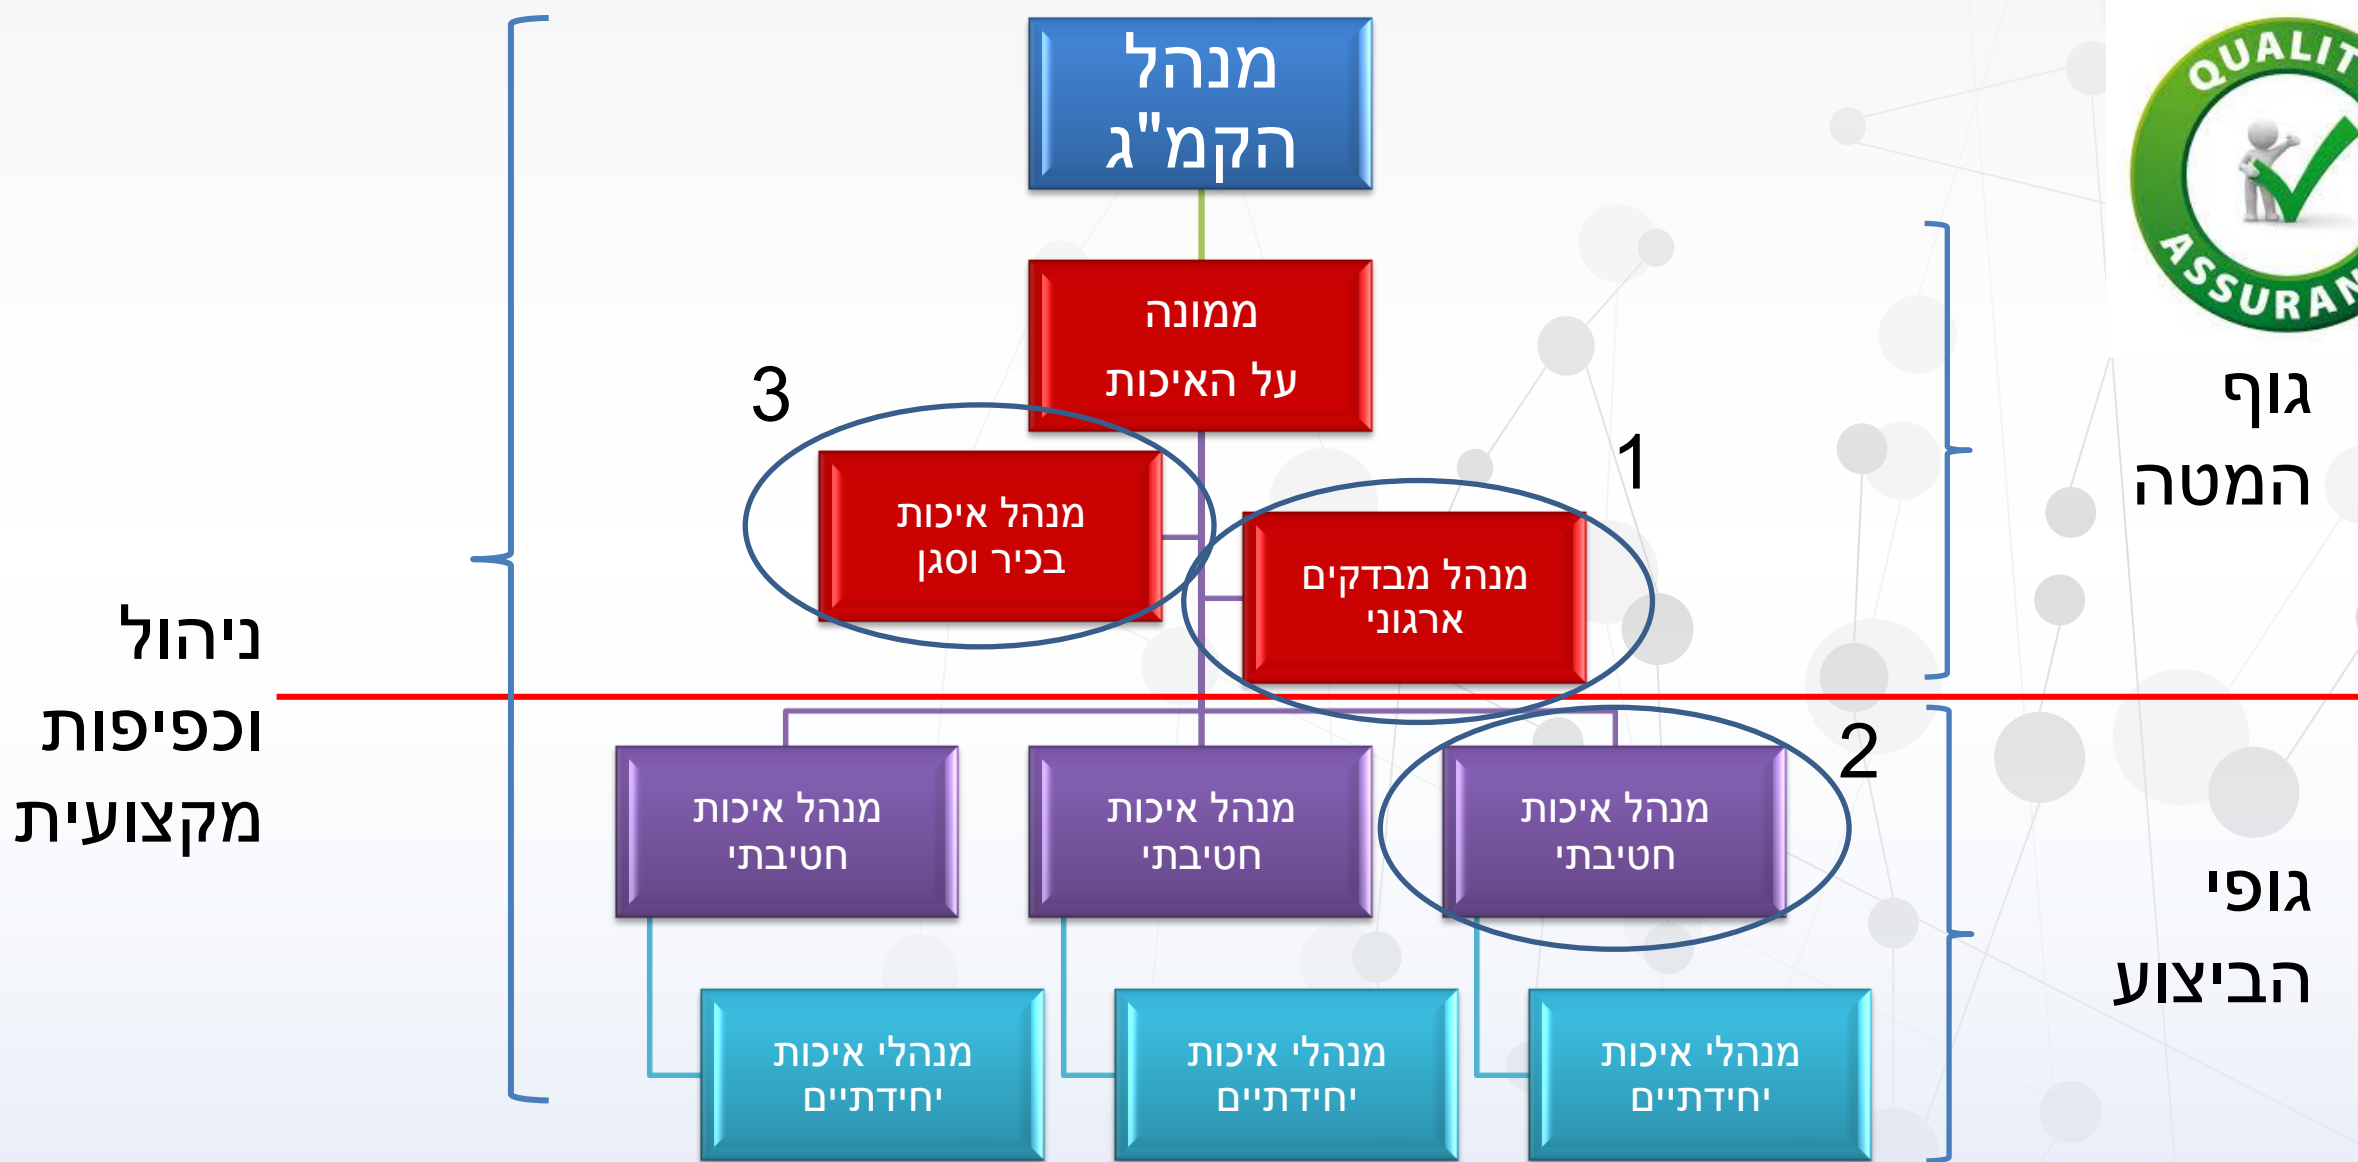 מנהל
הקמ"ג
QUALIT
ASSURAN
ממונה
על האיכות
גוף
המטה
3
1
מנהל איכות
בכיר וסגן
מנהל מבדקים
ארגוני
ניהול
וכפיפות
מקצועית
2
מנהל איכות
חטיבתי
מנהל איכות
חטיבתי
מנהל איכות
חטיבתי
גופי
הביצוע
מנהלי איכות
יחידתיים
מנהלי איכות
יחידתיים
מנהלי איכות
יחידתיים